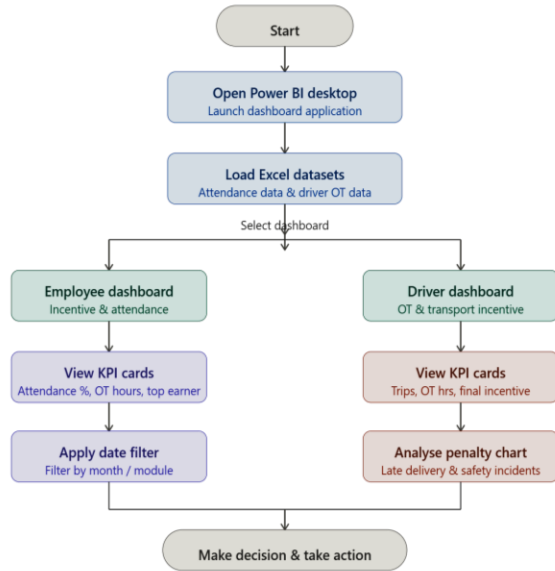 Start
Open Power BI desktop
Launch dashboard application
Load Excel datasets
Attendance data & driver OT data
Select dashboard
Employee dashboard
Incentive & attendance
Driver dashboard
OT & transport incentive
View KPI cards
Attendance %, OT hours, top earner
View KPI cards
Trips, OT hrs, final incentive
Apply date filter
Filter by month / module
Analyse penalty chart
Late delivery & safety incidents
Make decision & take action